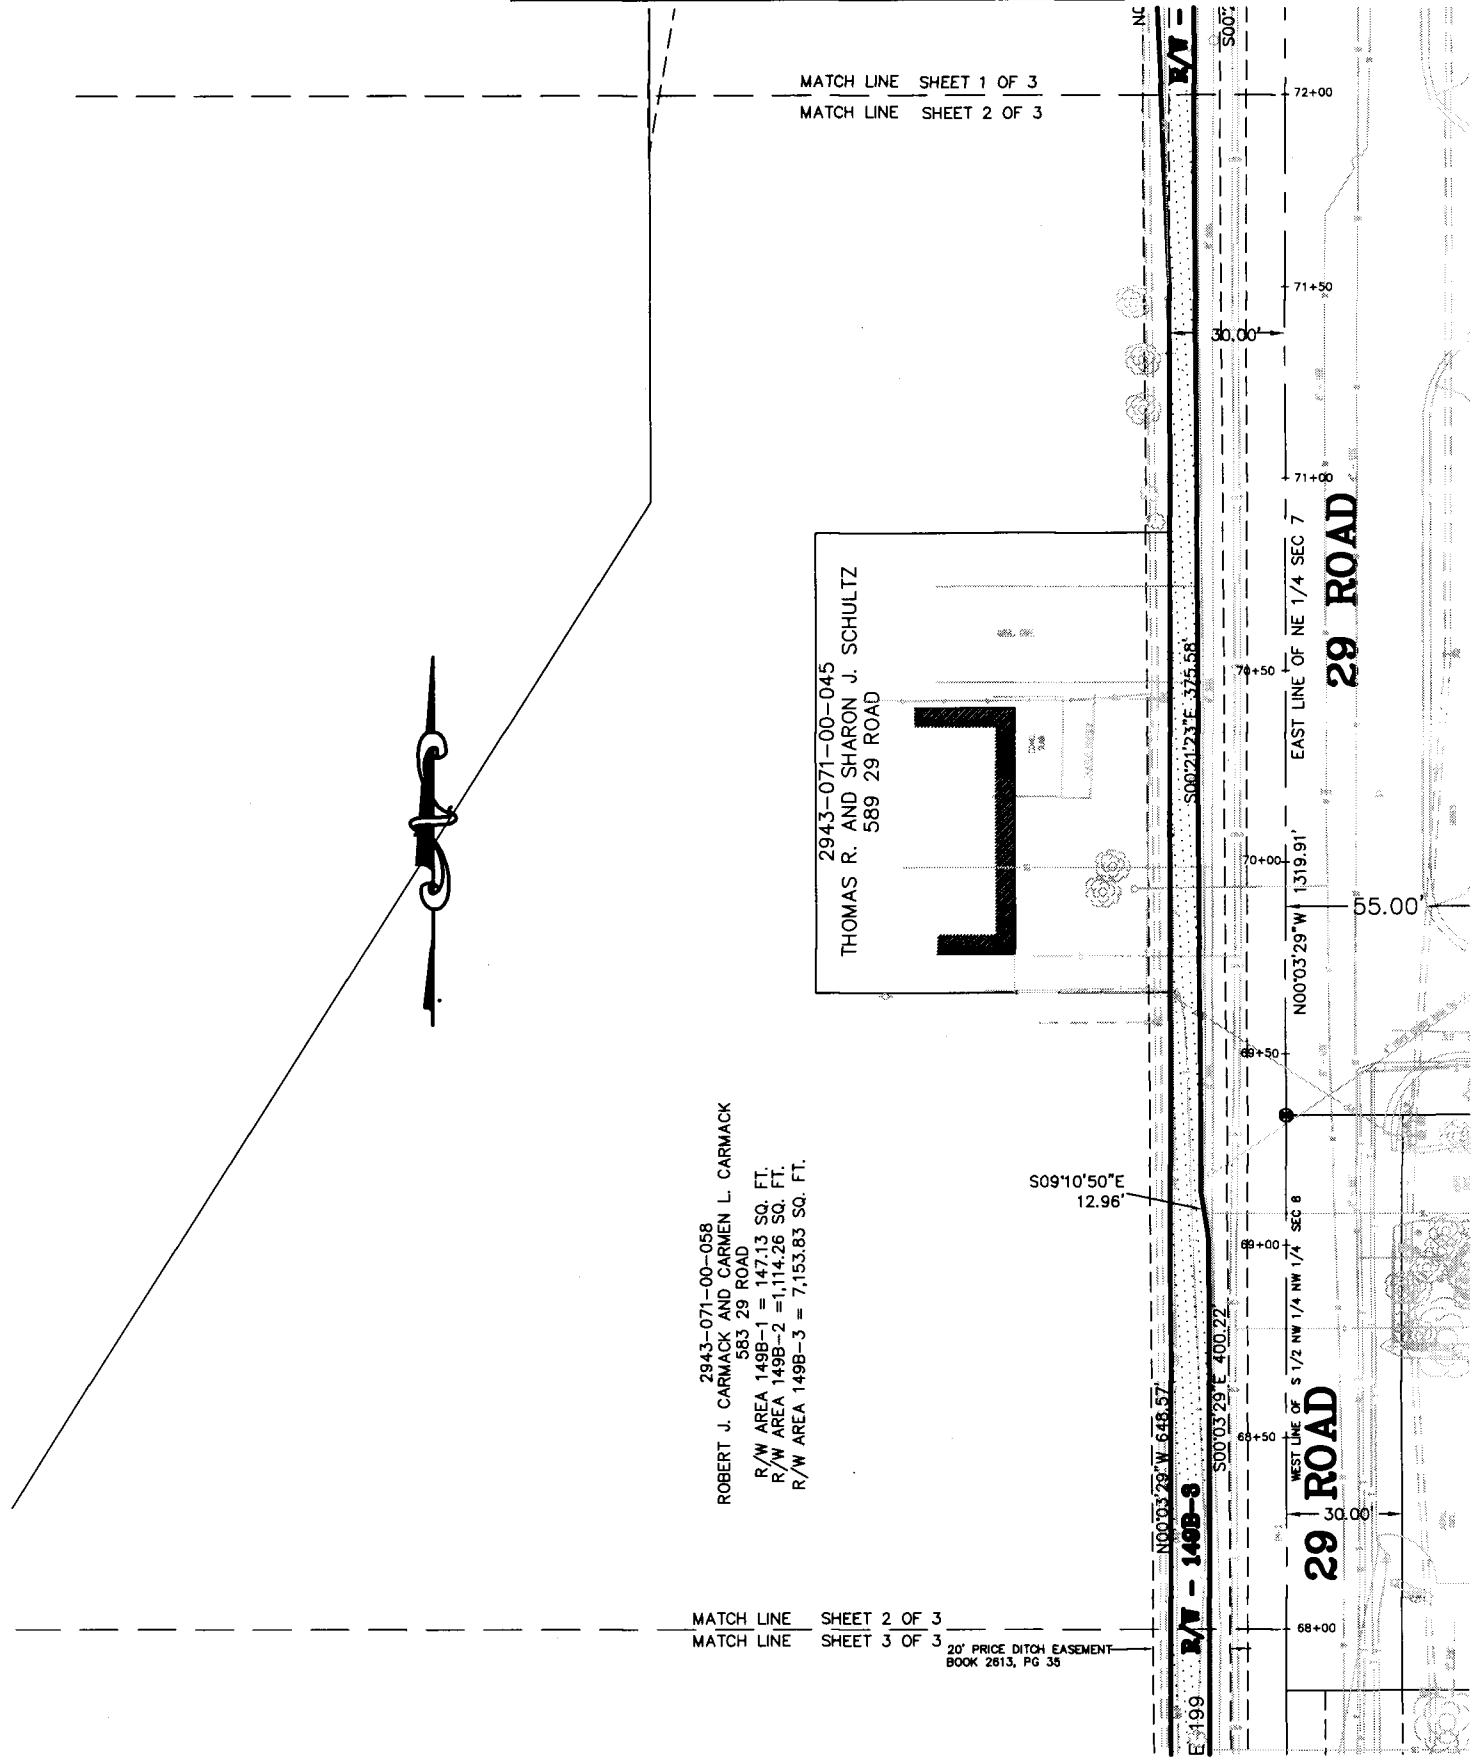 MATCH LINE SHEET 1 OF 3
MATCH LINE SHEET 2 OF 3
R/W -
72+00
71+50
30.00'
71+00
29 ROAD
EAST LINE OF NE 1/4 SEC 7
2943-071-00-045
THOMAS R. AND SHARON J. SCHULTZ
589 29 ROAD
S00°21'23"E 375.58'
70+50
70+00
N00°03'29"W 1319.91'
55.00'
69+50
S09°10'50"E
12.96'
69+00
2943-071-00-058
ROBERT J. CARMACK AND CARMEN L. CARMACK
583 29 ROAD
R/W AREA 149B-1 = 147.13 SQ. FT.
R/W AREA 149B-2 =1,114.26 SQ. FT.
R/W AREA 149B-3 = 7,153.83 SQ. FT.
N00°03'29"W 648.57'
S00°03'29"E 400.22'
WEST LINE OF S 1/2 NW 1/4 NW 1/4 SEC 8
68+50
29 ROAD
30.00'
R/W - 149B-3
MATCH LINE SHEET 2 OF 3
MATCH LINE SHEET 3 OF 3
68+00
20' PRICE DITCH EASEMENT
BOOK 2613, PG 35
E 199